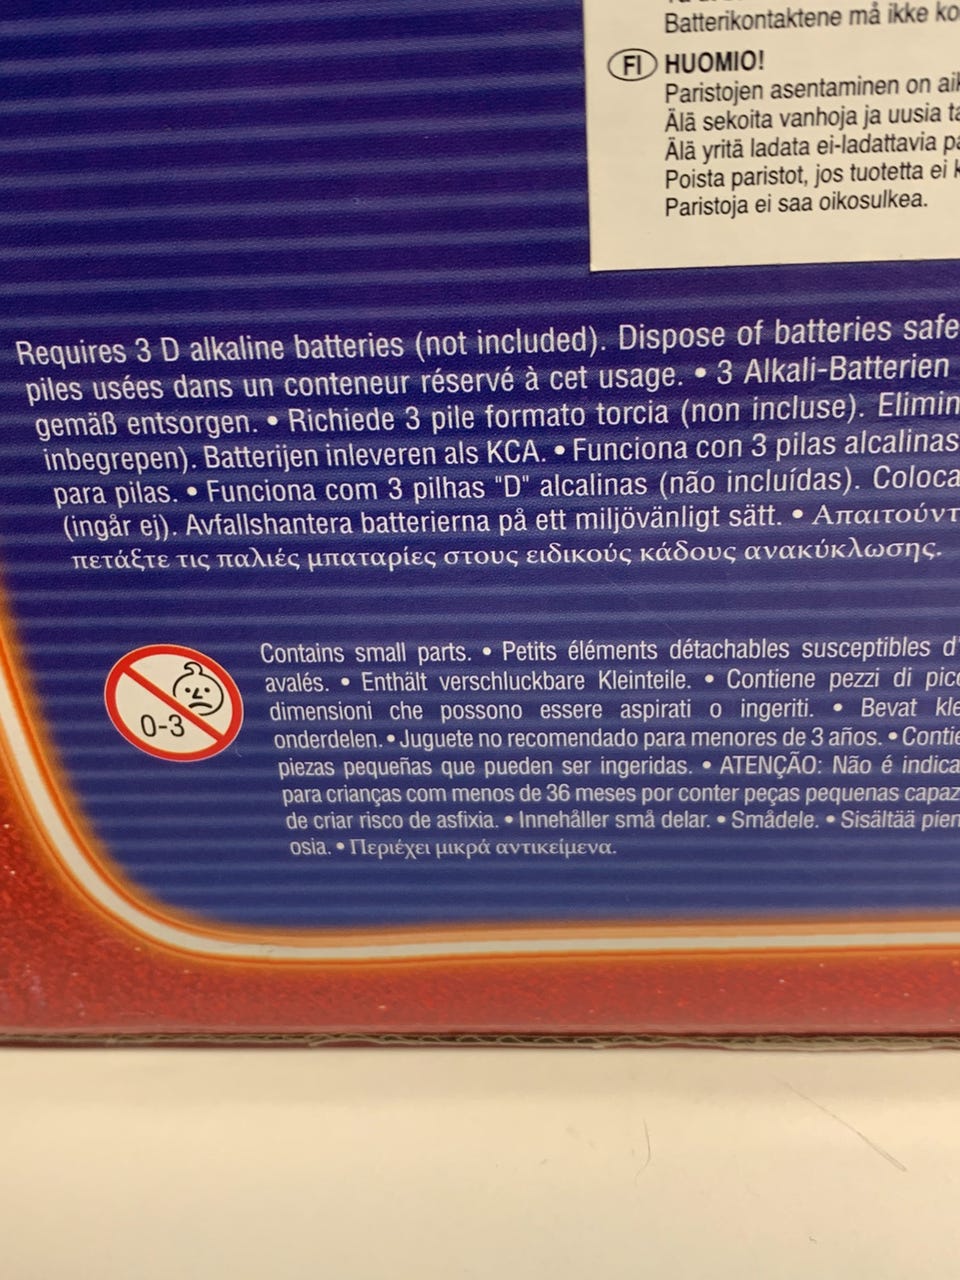 Batterikontaktene må ikke
FI HUOMIO!
Paristojen asentaminen on
Älä sekoita vanhoja ja uusia
Älä yritä ladata ei-ladattavia
Poista paristot, jos tuotetta ei
Paristoja ei saa oikosulkea.
Requires 3 D alkaline batteries (not included). Dispose of batteries safe
piles usées dans un conteneur réservé à cet usage. • 3 Alkali-Batterien
gemäß entsorgen. • Richiede 3 pile formato torcia (non incluse). Elimin
inbegrepen). Batterijen inleveren als KCA. • Funciona con 3 pilas alcalinas
para pilas. • Funciona com 3 pilhas "D" alcalinas (não incluídas). Coloca
(ingår ej). Avfallshantera batterierna på ett miljövänligt sätt. • Απαιτούντ
πετάξτε τις παλιές μπαταρίες στους ειδικούς κάδους ανακύκλωσης.
0-3
Contains small parts. • Petits éléments détachables susceptibles d'
avalés. • Enthält verschluckbare Kleinteile. • Contiene pezzi di picc
dimensioni che possono essere aspirati o ingeriti. • Bevat kle
onderdelen. • Juguete no recomendado para menores de 3 años. • Contie
piezas pequeñas que pueden ser ingeridas. • ATENÇÃO: Não é indica
para crianças com menos de 36 meses por conter peças pequenas capaz
de criar risco de asfixia. • Innehåller små delar. • Smådele. • Sisältää pien
osia. • Περιέχει μικρά αντικείμενα.